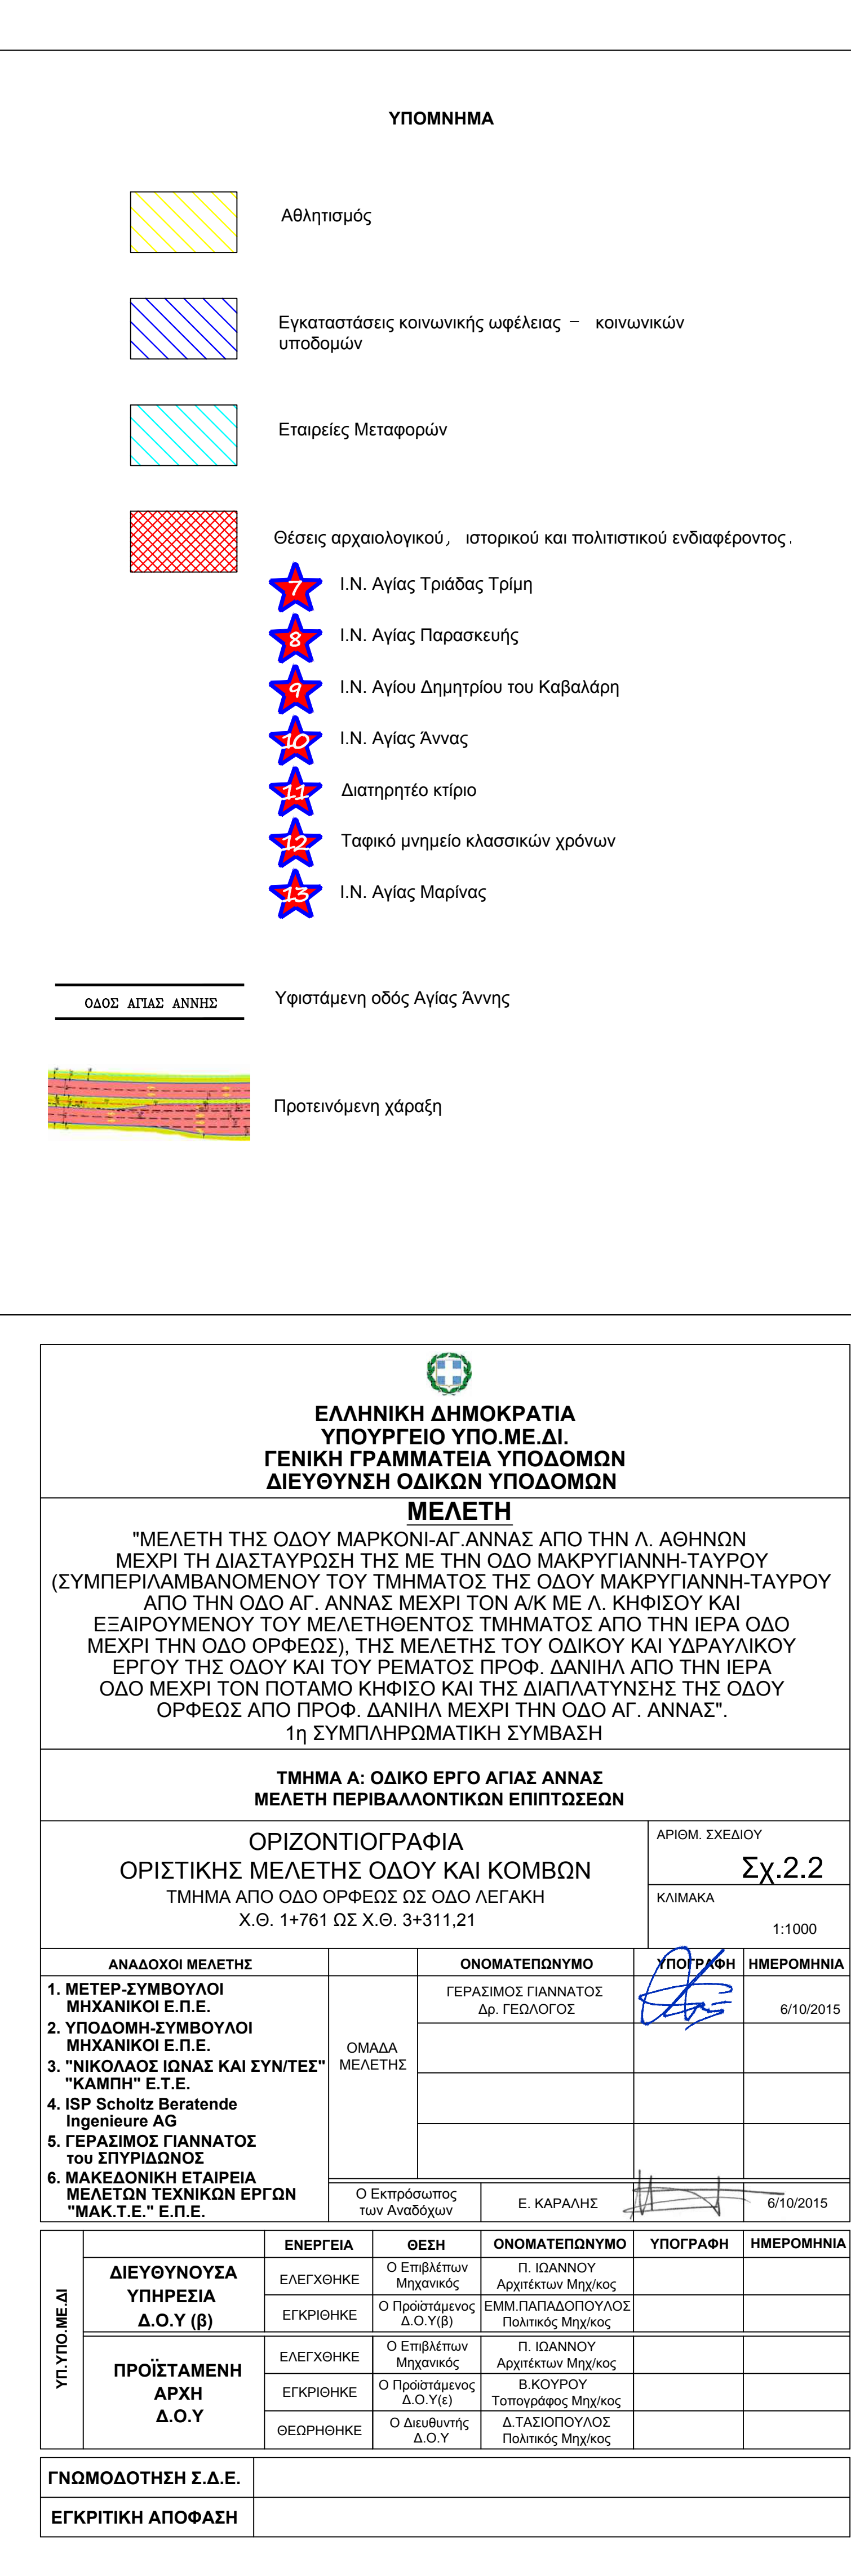 ΥΠΟΜΝΗΜΑ
Αθλητισμός
Εγκαταστάσεις κοινωνικής ωφέλειας – κοινωνικών
υποδομών
Εταιρείες Μεταφορών
Θέσεις αρχαιολογικού, ιστορικού και πολιτιστικού ενδιαφέροντος.
7 Ι.Ν. Αγίας Τριάδας Τρίμη
8 Ι.Ν. Αγίας Παρασκευής
9 Ι.Ν. Αγίου Δημητρίου του Καβαλάρη
10 Ι.Ν. Αγίας Άννας
11 Διατηρητέο κτίριο
12 Ταφικό μνημείο κλασσικών χρόνων
13 Ι.Ν. Αγίας Μαρίνας
ΟΔΟΣ ΑΓΙΑΣ ΑΝΝΗΣ Υφιστάμενη οδός Αγίας Άννης
Προτεινόμενη χάραξη
ΕΛΛΗΝΙΚΗ ΔΗΜΟΚΡΑΤΙΑ
ΥΠΟΥΡΓΕΙΟ ΥΠΟ.ΜΕ.ΔΙ.
ΓΕΝΙΚΗ ΓΡΑΜΜΑΤΕΙΑ ΥΠΟΔΟΜΩΝ
ΔΙΕΥΘΥΝΣΗ ΟΔΙΚΩΝ ΥΠΟΔΟΜΩΝ
ΜΕΛΕΤΗ
"ΜΕΛΕΤΗ ΤΗΣ ΟΔΟΥ ΜΑΡΚΟΝΙ-ΑΓ.ΑΝΝΑΣ ΑΠΟ ΤΗΝ Λ. ΑΘΗΝΩΝ
ΜΕΧΡΙ ΤΗ ΔΙΑΣΤΑΥΡΩΣΗ ΤΗΣ ΜΕ ΤΗΝ ΟΔΟ ΜΑΚΡΥΓΙΑΝΝΗ-ΤΑΥΡΟΥ
(ΣΥΜΠΕΡΙΛΑΜΒΑΝΟΜΕΝΟΥ ΤΟΥ ΤΜΗΜΑΤΟΣ ΤΗΣ ΟΔΟΥ ΜΑΚΡΥΓΙΑΝΝΗ-ΤΑΥΡΟΥ
ΑΠΟ ΤΗΝ ΟΔΟ ΑΓ. ΑΝΝΑΣ ΜΕΧΡΙ ΤΟΝ Α/Κ ΜΕ Λ. ΚΗΦΙΣΟΥ ΚΑΙ
ΕΞΑΙΡΟΥΜΕΝΟΥ ΤΟΥ ΜΕΛΕΤΗΘΕΝΤΟΣ ΤΜΗΜΑΤΟΣ ΑΠΟ ΤΗΝ ΙΕΡΑ ΟΔΟ
ΜΕΧΡΙ ΤΗΝ ΟΔΟ ΟΡΦΕΩΣ), ΤΗΣ ΜΕΛΕΤΗΣ ΤΟΥ ΟΔΙΚΟΥ ΚΑΙ ΥΔΡΑΥΛΙΚΟΥ
ΕΡΓΟΥ ΤΗΣ ΟΔΟΥ ΚΑΙ ΤΟΥ ΡΕΜΑΤΟΣ ΠΡΟΦ. ΔΑΝΙΗΛ ΑΠΟ ΤΗΝ ΙΕΡΑ
ΟΔΟ ΜΕΧΡΙ ΤΟΝ ΠΟΤΑΜΟ ΚΗΦΙΣΟ ΚΑΙ ΤΗΣ ΔΙΑΠΛΑΤΥΝΣΗΣ ΤΗΣ ΟΔΟΥ
ΟΡΦΕΩΣ ΑΠΟ ΠΡΟΦ. ΔΑΝΙΗΛ ΜΕΧΡΙ ΤΗΝ ΟΔΟ ΑΓ. ΑΝΝΑΣ".
1η ΣΥΜΠΛΗΡΩΜΑΤΙΚΗ ΣΥΜΒΑΣΗ
ΤΜΗΜΑ Α: ΟΔΙΚΟ ΕΡΓΟ ΑΓΙΑΣ ΑΝΝΑΣ
ΜΕΛΕΤΗ ΠΕΡΙΒΑΛΛΟΝΤΙΚΩΝ ΕΠΙΠΤΩΣΕΩΝ
ΟΡΙΖΟΝΤΙΟΓΡΑΦΙΑ
ΟΡΙΣΤΙΚΗΣ ΜΕΛΕΤΗΣ ΟΔΟΥ ΚΑΙ ΚΟΜΒΩΝ
ΤΜΗΜΑ ΑΠΟ ΟΔΟ ΟΡΦΕΩΣ ΩΣ ΟΔΟ ΛΕΓΑΚΗ
Χ.Θ. 1+761 ΩΣ Χ.Θ. 3+311,21
ΑΡΙΘΜ. ΣΧΕΔΙΟΥ
Σχ.2.2
ΚΛΙΜΑΚΑ
1:1000
ΑΝΑΔΟΧΟΙ ΜΕΛΕΤΗΣ
1. ΜΕΤΕΡ-ΣΥΜΒΟΥΛΟΙ
ΜΗΧΑΝΙΚΟΙ Ε.Π.Ε.
2. ΥΠΟΔΟΜΗ-ΣΥΜΒΟΥΛΟΙ
ΜΗΧΑΝΙΚΟΙ Ε.Π.Ε.
3. "ΝΙΚΟΛΑΟΣ ΙΩΝΑΣ ΚΑΙ ΣΥΝ/ΤΕΣ"
"ΚΑΜΠΗ" Ε.Τ.Ε.
4. ISP Scholtz Beratende
Ingenieure AG
5. ΓΕΡΑΣΙΜΟΣ ΓΙΑΝΝΑΤΟΣ
του ΣΠΥΡΙΔΩΝΟΣ
6. ΜΑΚΕΔΟΝΙΚΗ ΕΤΑΙΡΕΙΑ
ΜΕΛΕΤΩΝ ΤΕΧΝΙΚΩΝ ΕΡΓΩΝ
"ΜΑΚ.Τ.Ε." Ε.Π.Ε.
ΟΝΟΜΑΤΕΠΩΝΥΜΟ ΥΠΟΓΡΑΦΗ ΗΜΕΡΟΜΗΝΙΑ
ΟΜΑΔΑ
ΜΕΛΕΤΗΣ
ΓΕΡΑΣΙΜΟΣ ΓΙΑΝΝΑΤΟΣ
Δρ. ΓΕΩΛΟΓΟΣ
6/10/2015
Ο Εκπρόσωπος
των Αναδόχων
Ε. ΚΑΡΑΛΗΣ
6/10/2015
ΥΠ.ΥΠΟ.ΜΕ.ΔΙ
ΕΝΕΡΓΕΙΑ ΘΕΣΗ ΟΝΟΜΑΤΕΠΩΝΥΜΟ ΥΠΟΓΡΑΦΗ ΗΜΕΡΟΜΗΝΙΑ
ΔΙΕΥΘΥΝΟΥΣΑ
ΥΠΗΡΕΣΙΑ
Δ.Ο.Υ (β)
ΕΛΕΓΧΘΗΚΕ
Ο Επιβλέπων
Μηχανικός
Π. ΙΩΑΝΝΟΥ
Αρχιτέκτων Μηχ/κος
ΕΓΚΡΙΘΗΚΕ
Ο Προϊστάμενος
Δ.Ο.Υ(β)
ΕΜΜ.ΠΑΠΑΔΟΠΟΥΛΟΣ
Πολιτικός Μηχ/κος
ΠΡΟΪΣΤΑΜΕΝΗ
ΑΡΧΗ
Δ.Ο.Υ
ΕΛΕΓΧΘΗΚΕ
Ο Επιβλέπων
Μηχανικός
Π. ΙΩΑΝΝΟΥ
Αρχιτέκτων Μηχ/κος
ΕΓΚΡΙΘΗΚΕ
Ο Προϊστάμενος
Δ.Ο.Υ(ε)
Β.ΚΟΥΡΟΥ
Τοπογράφος Μηχ/κος
ΘΕΩΡΗΘΗΚΕ
Ο Διευθυντής
Δ.Ο.Υ
Δ.ΤΑΣΙΟΠΟΥΛΟΣ
Πολιτικός Μηχ/κος
ΓΝΩΜΟΔΟΤΗΣΗ Σ.Δ.Ε.
ΕΓΚΡΙΤΙΚΗ ΑΠΟΦΑΣΗ